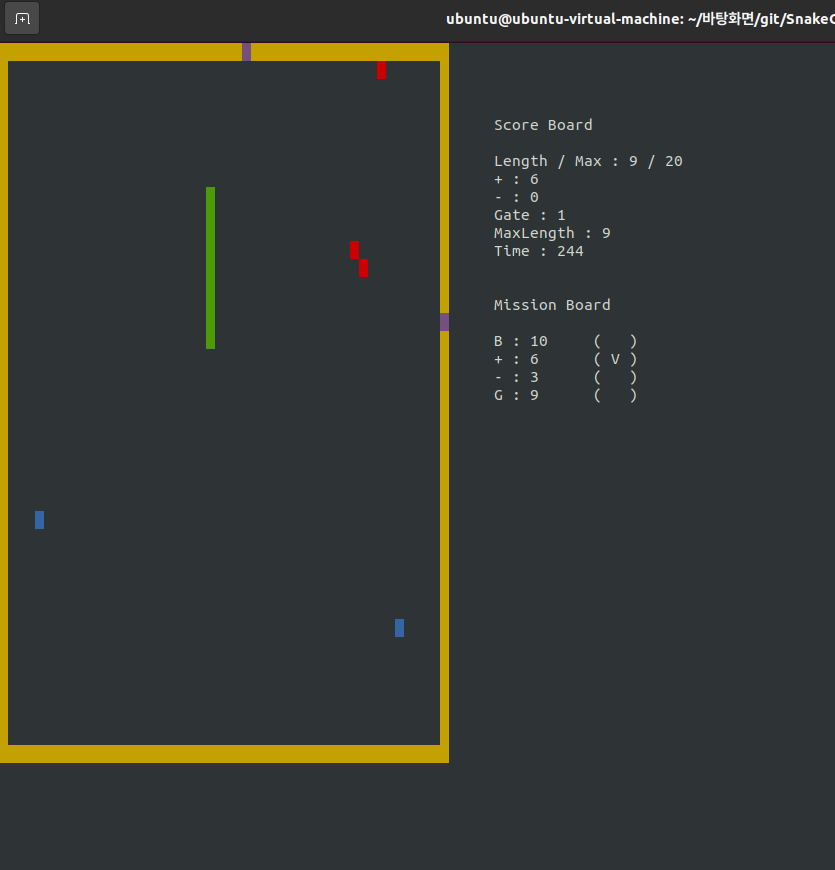 ubuntu@ubuntu-virtual-machine: ~/바탕화면/git/SnakeG
Score Board
Length / Max : 9 / 20
+ : 6
- : 0
Gate : 1
MaxLength : 9
Time : 244
Mission Board
B : 10 ( )
+ : 6 ( V )
- : 3 ( )
G : 9 ( )